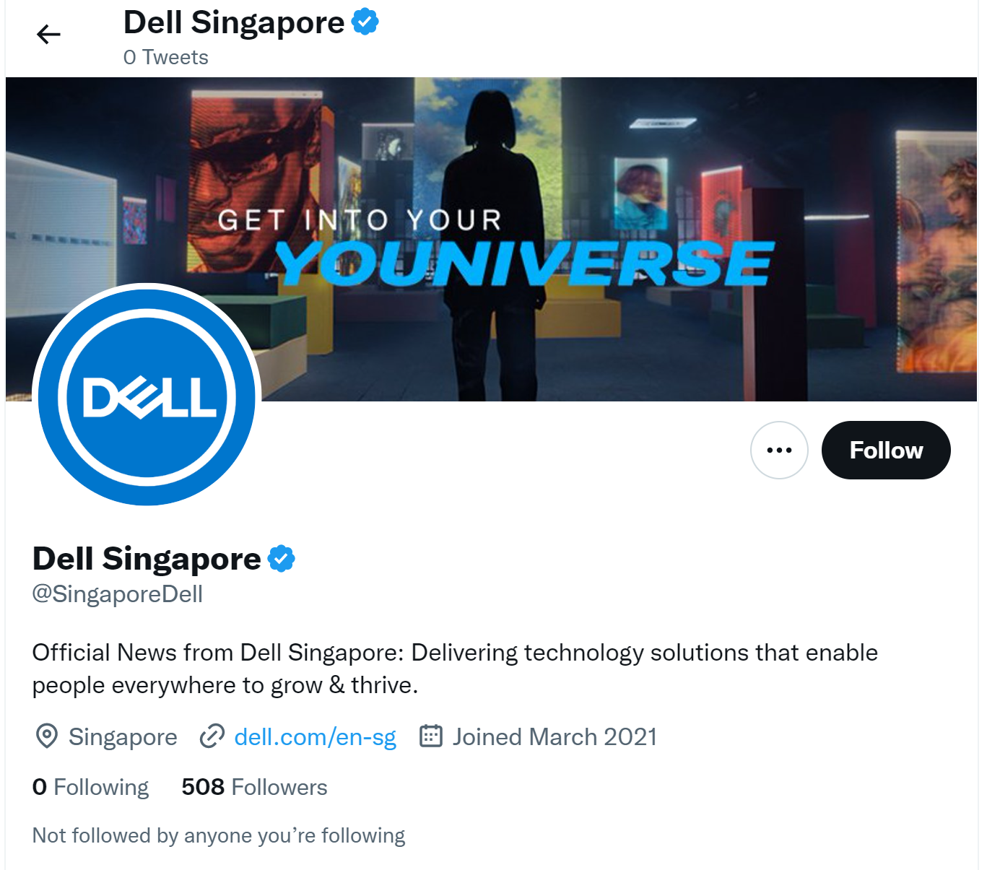 Dell Singapore
0 Tweets
GET INTO YOUR
YOUNIVERSE
DELL
Follow
Dell Singapore
@SingaporeDell
Official News from Dell Singapore: Delivering technology solutions that enable
people everywhere to grow & thrive.
Singapore dell.com/en-sg Joined March 2021
0 Following 508 Followers
Not followed by anyone you’re following